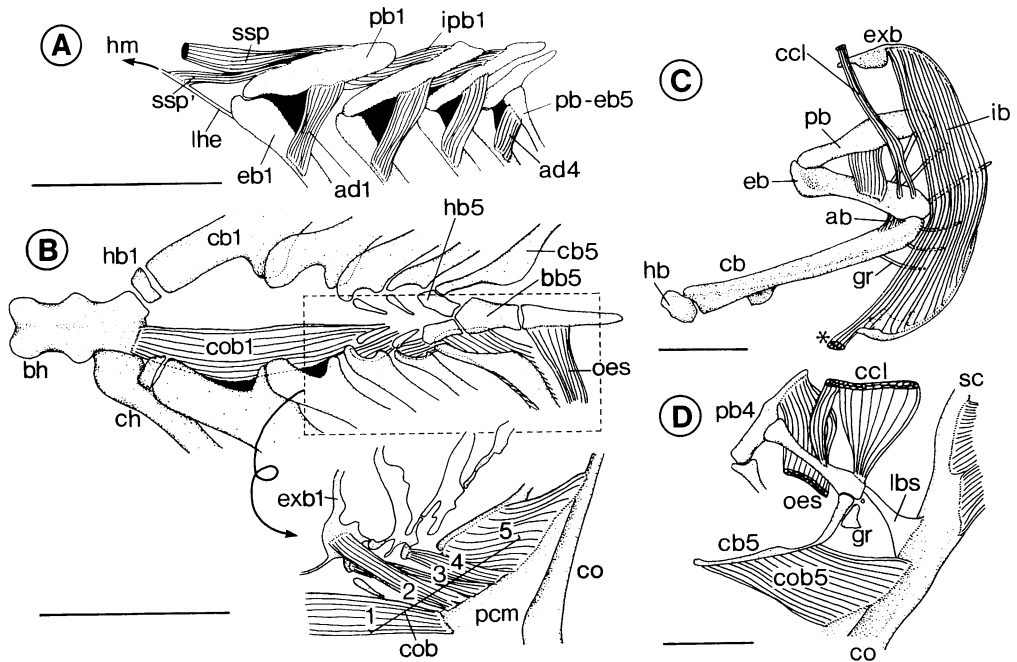 A
hm
ssp
pb1
ipb1
ssp'
lhe
eb1
ad1
ad4
pb-eb5
B
hb1
cb1
hb5
cb5
bb5
cob1
bh
ch
oes
exb1
1
2
3
4
5
cob
pcm
co
C
ccl
exb
pb
ib
eb
ab
hb
cb
gr
*
D
pb4
ccl
sc
oes
lbs
gr
cb5
cob5
co